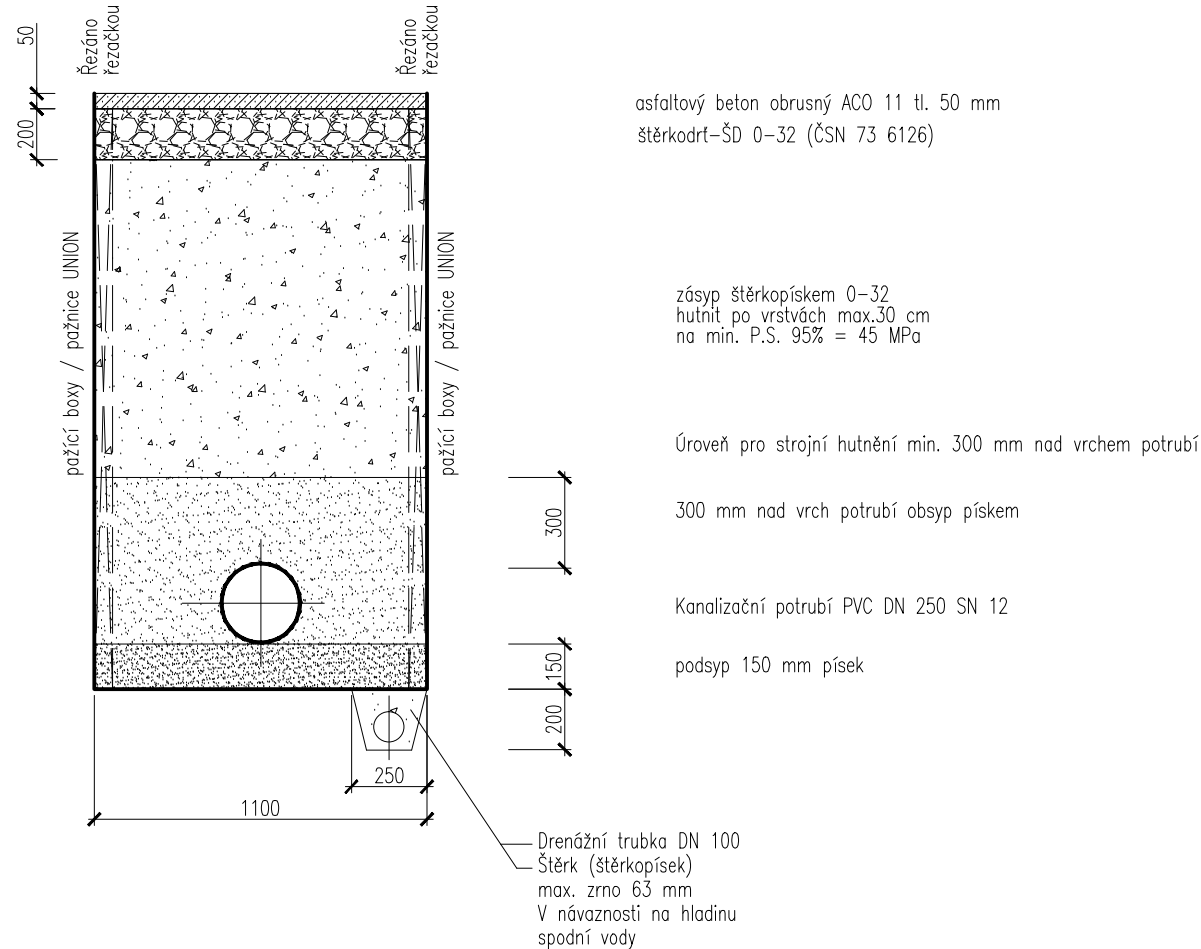 50
Řezáno
řezačkou
Řezáno
řezačkou
200
asfaltový beton obrusný ACO 11 tl. 50 mm
štěrkodrť-ŠD 0-32 (ČSN 73 6126)
pažící boxy / pažnice UNION
pažící boxy / pažnice UNION
zásyp štěrkopískem 0-32
hutnit po vrstvách max.30 cm
na min. P.S. 95% = 45 MPa
Úroveň pro strojní hutnění min. 300 mm nad vrchem potrubí
300
300 mm nad vrch potrubí obsyp pískem
Kanalizační potrubí PVC DN 250 SN 12
150
podsyp 150 mm písek
200
250
1100
Drenážní trubka DN 100
Štěrk (štěrkopísek)
max. zrno 63 mm
V návaznosti na hladinu
spodní vody